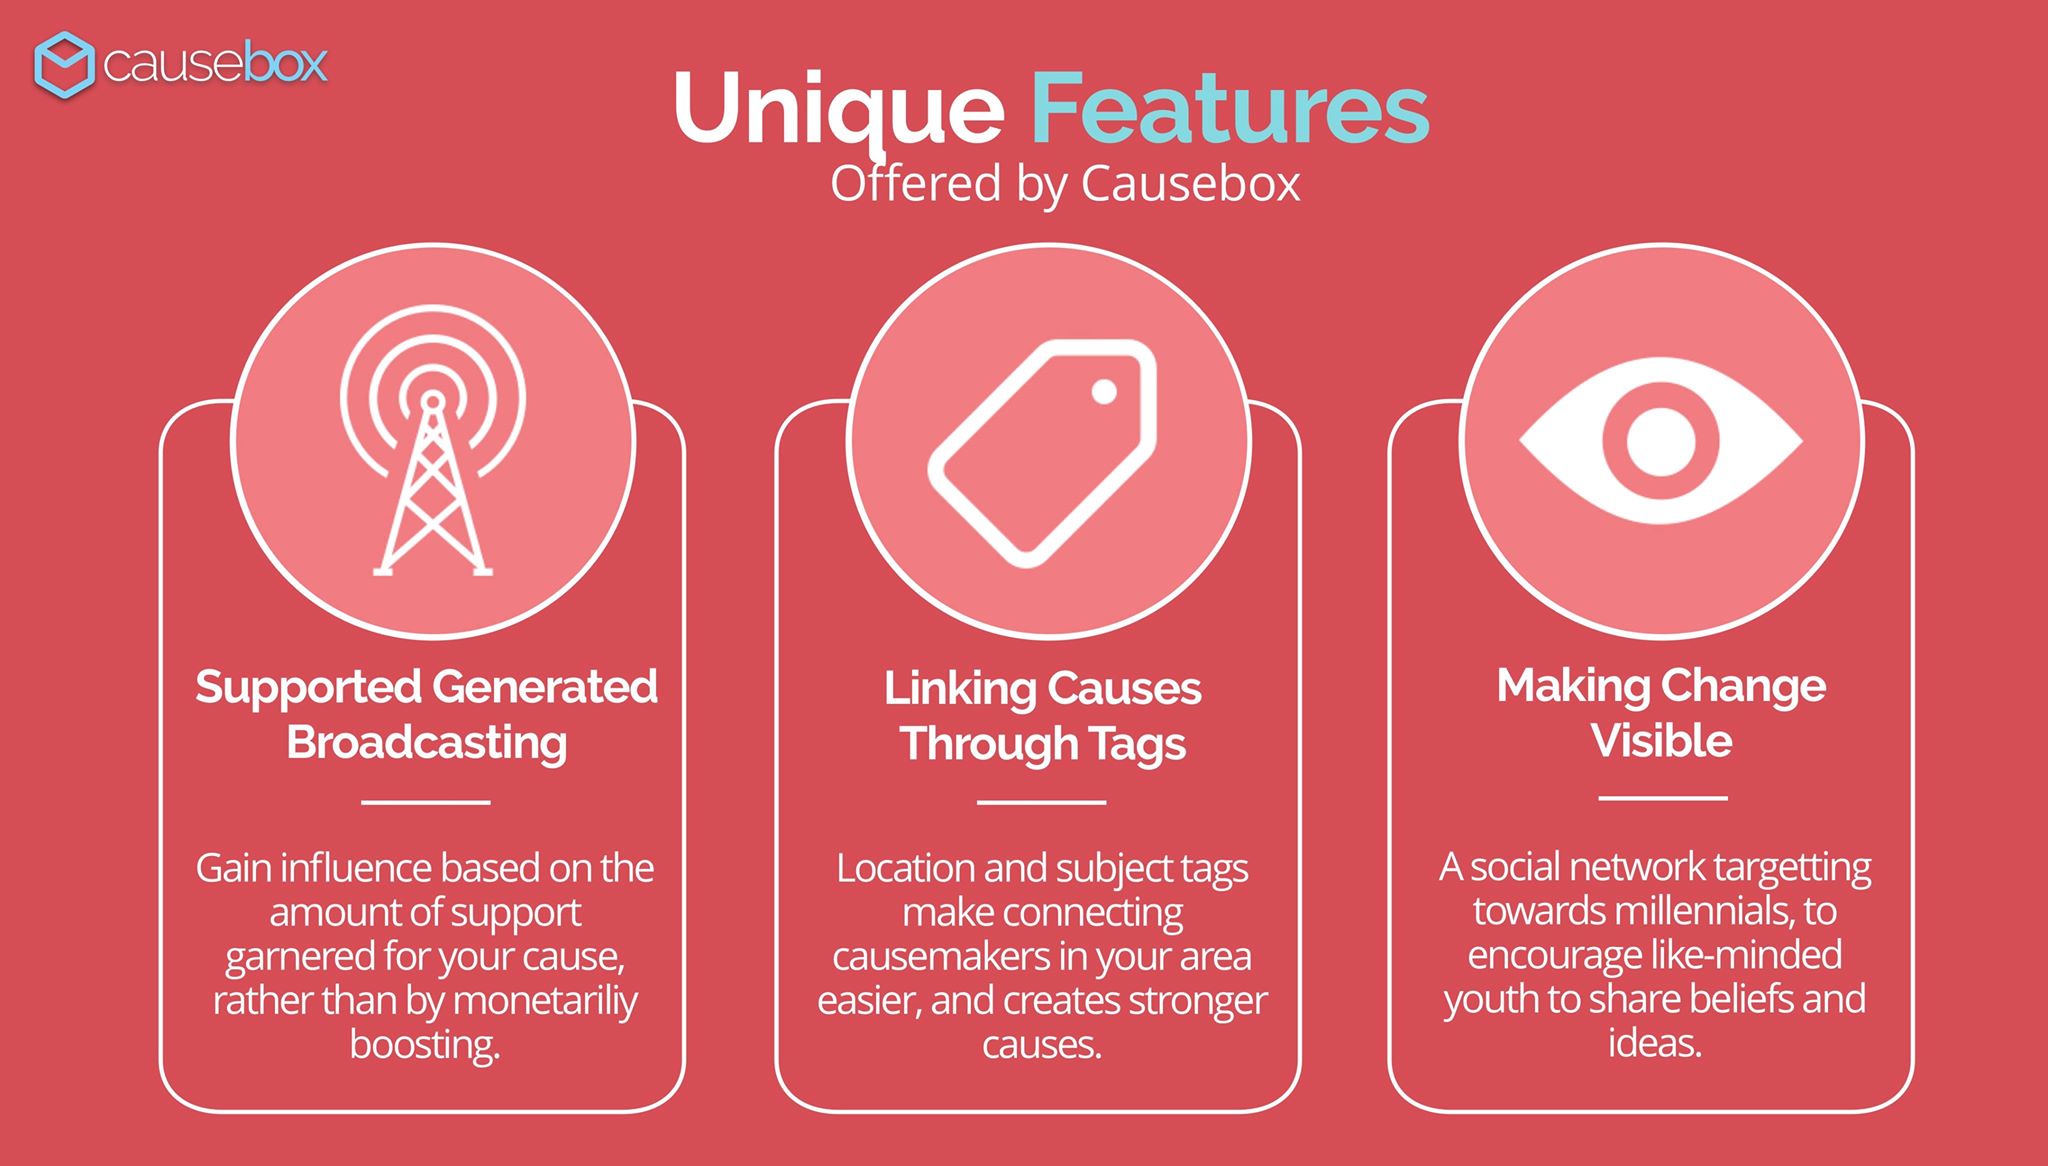 causebox
Unique Features
Offered by Causebox
Supported Generated
Broadcasting
Gain influence based on the
amount of support
garnered for your cause,
rather than by monetariliy
boosting.
Linking Causes
Through Tags
Location and subject tags
make connecting
causemakers in your area
easier, and creates stronger
causes.
Making Change
Visible
A social network targetting
towards millennials, to
encourage like-minded
youth to share beliefs and
ideas.